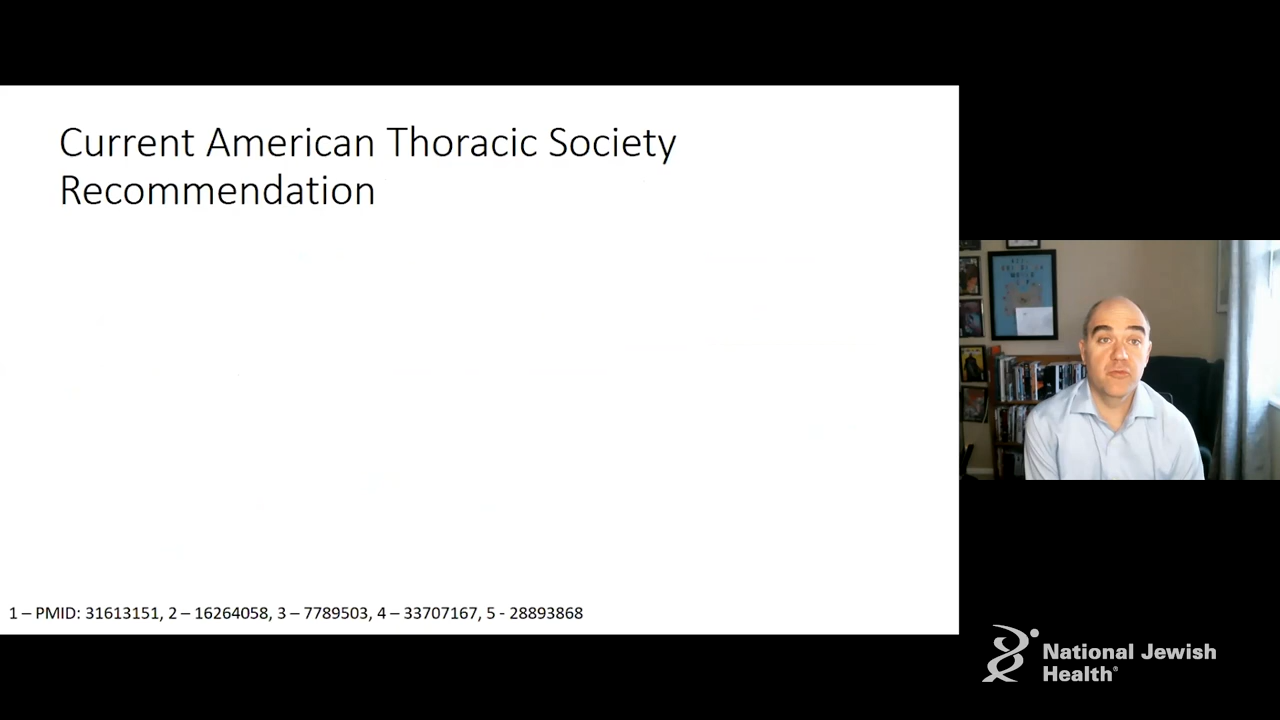 Current American Thoracic Society
Recommendation
1 – PMID: 31613151, 2 – 16264058, 3 – 7789503, 4 – 33707167, 5 - 28893868
National Jewish
Health®